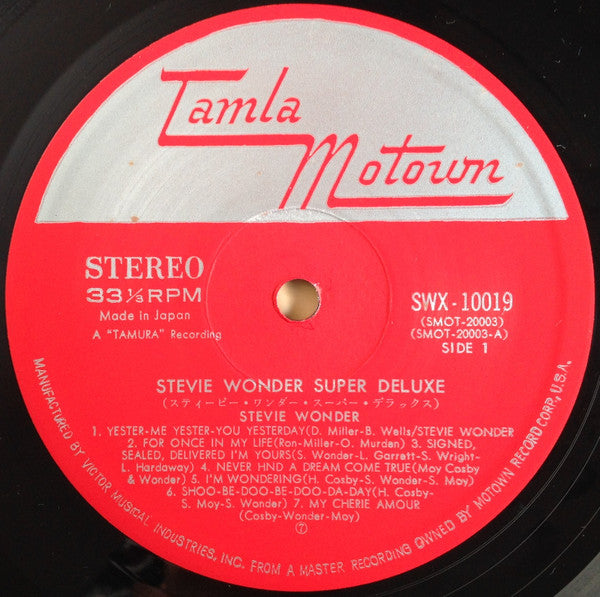 Tamla
Motown
STEREO
33 ⅓ RPM
Made in Japan
A "TAMURA" Recording
SWX-10019
(SMOT-20003)
(SMOT-20003-A)
SIDE 1
STEVIE WONDER SUPER DELUXE
(スティービー・ワンダー・スーパー・デラックス)
STEVIE WONDER
1. YESTER-ME YESTER-YOU YESTERDAY(D. Miller-B. Wells/STEVIE WONDER
2. FOR ONCE IN MY LIFE(Ron-Miller-O. Murden) 3. SIGNED,
SEALED, DELIVERED I'M YOURS(S. Wonder-L. Garrett-S. Wright-
L. Hardaway) 4. NEVER HND A DREAM COME TRUE(Moy Cosby
& Wonder) 5. I'M WONDERING(H. Cosby-S. Wonder-S. Moy)
6. SHOO-BE-DOO-BE-DOO-DA-DAY(H. Cosby-
S. Moy-S. Wonder) 7. MY CHERIE AMOUR
(Cosby-Wonder-Moy)
⑦
MANUFACTURED BY VICTOR MUSICAL INDUSTRIES, INC. FROM A MASTER RECORDING OWNED BY MOTOWN RECORD CORP., U.S.A.